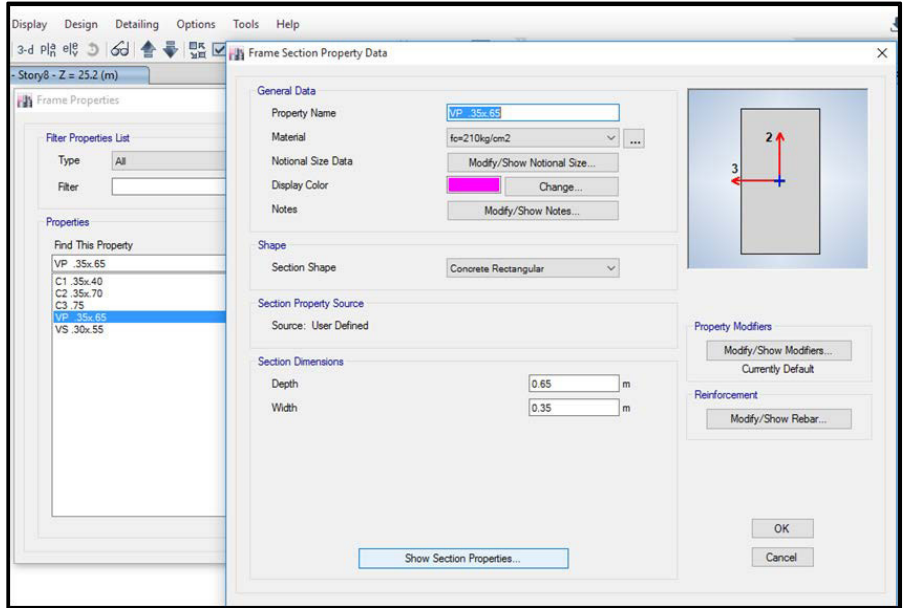 Display Design Detailing Options Tools Help
3-d
- Story8 - Z = 25.2 (m)
Frame Properties
Filter Properties List
Type All
Filter
Properties
Find This Property
VP .35x.65
C1 .35x.40
C2 .35x.70
C3 .75
VP .35x.65
VS .30x.55
Frame Section Property Data
General Data
Property Name VP .35x.65
Material fc=210kg/cm2 ...
Notional Size Data Modify/Show Notional Size...
Display Color Change...
Notes Modify/Show Notes...
2
3
Shape
Section Shape Concrete Rectangular
Section Property Source
Source: User Defined
Section Dimensions
Depth 0.65 m
Width 0.35 m
Show Section Properties...
Property Modifiers
Modify/Show Modifiers...
Currently Default
Reinforcement
Modify/Show Rebar...
OK
Cancel